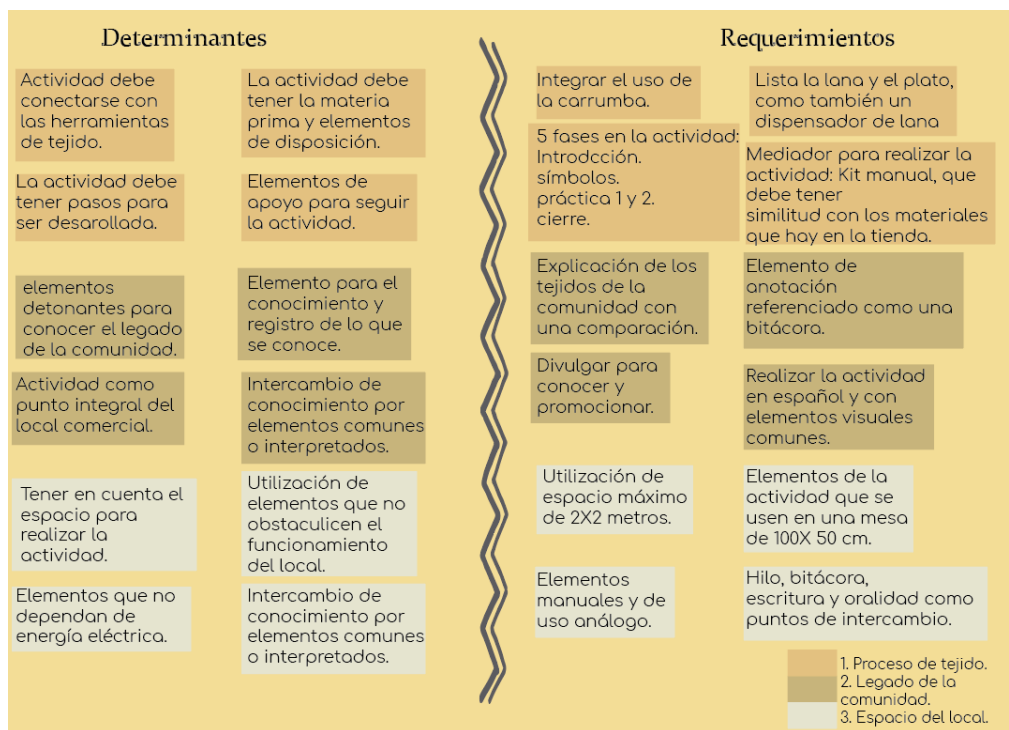 Determinantes
Actividad debe
conectarse con
las herramientas
de tejido.
La actividad debe
tener la materia
prima y elementos
de disposición.
La actividad debe
tener pasos para
ser desarollada.
Elementos de
apoyo para seguir
la actividad.
elementos
detonantes para
conocer el legado
de la comunidad.
Elemento para el
conocimiento y
registro de lo que
se conoce.
Actividad como
punto integral del
local comercial.
Intercambio de
conocimiento por
elementos comunes
o interpretados.
Tener en cuenta el
espacio para
realizar la
actividad.
Utilización de
elementos que no
obstaculicen el
funcionamiento
del local.
Elementos que no
dependan de
energía eléctrica.
Intercambio de
conocimiento por
elementos comunes
o interpretados.
Requerimientos
Integrar el uso de
la carrumba.
Lista la lana y el plato,
como también un
dispensador de lana
5 fases en la actividad:
Introdcción.
símbolos.
práctica 1 y 2.
cierre.
Mediador para realizar la
actividad: Kit manual, que
debe tener
similitud con los materiales
que hay en la tienda.
Explicación de los
tejidos de la
comunidad con
una comparación.
Elemento de
anotación
referenciado como una
bitácora.
Divulgar para
conocer y
promocionar.
Realizar la actividad
en español y con
elementos visuales
comunes.
Utilización de
espacio máximo
de 2X2 metros.
Elementos de la
actividad que se
usen en una mesa
de 100X 50 cm.
Elementos
manuales y de
uso análogo.
Hilo, bitácora,
escritura y oralidad como
puntos de intercambio.
1. Proceso de tejido.
2. Legado de la
comunidad.
3. Espacio del local.